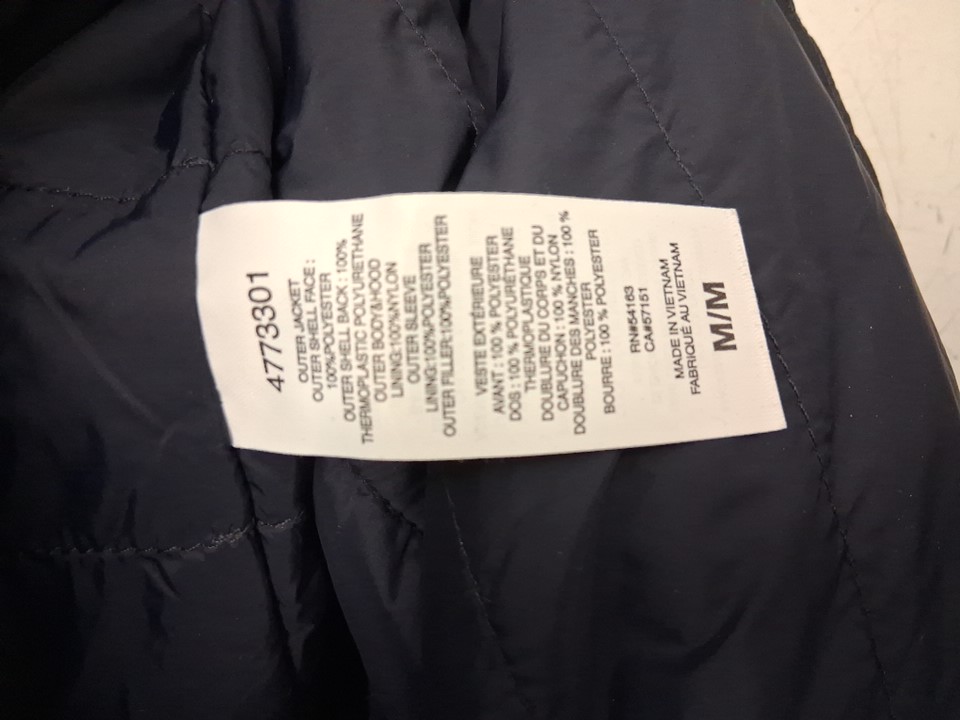 4773301
OUTER JACKET
OUTER SHELL FACE:
100%POLYESTER
OUTER SHELL BACK: 100%
THERMOPLASTIC POLYURETHANE
OUTER BODY&HOOD
LINING:100%NYLON
OUTER SLEEVE
LINING:100%POLYESTER
OUTER FILLER:100%POLYESTER
VESTE EXTÉRIEURE
AVANT : 100 % POLYESTER
DOS : 100 % POLYURÉTHANE
THERMOPLASTIQUE
DOUBLURE DU CORPS ET DU
CAPUCHON : 100 % NYLON
DOUBLURE DES MANCHES : 100 %
POLYESTER
BOURRE : 100 % POLYESTER
RN#54163
CA#57151
MADE IN VIETNAM
FABRIQUÉ AU VIETNAM
M/M